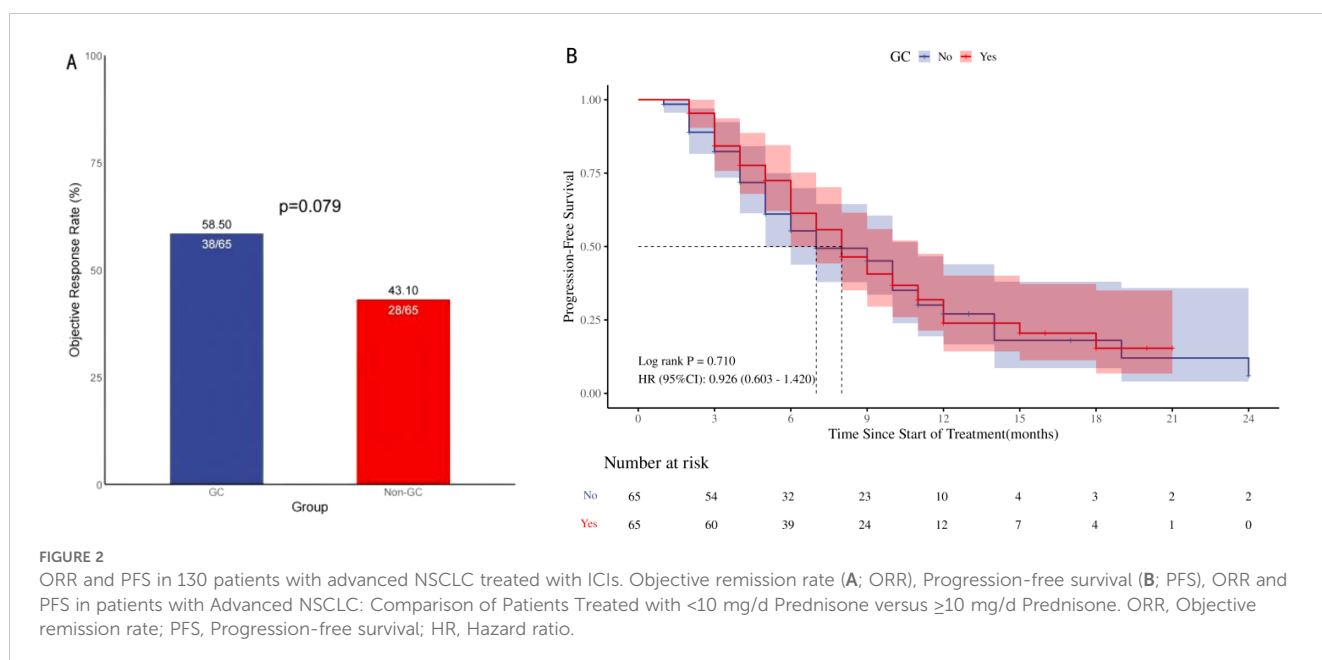 A
100
75
50
25
0
Objective Response Rate (%)
p=0.079
58.50
38/65
43.10
28/65
GC
Non-GC
Group
B
GC No Yes
1.00
0.75
0.50
0.25
0.00
Progression-Free Survival
Log rank P = 0.710
HR (95%CI): 0.926 (0.603 - 1.420)
0 3 6 9 12 15 18 21 24
Time Since Start of Treatment(months)
Number at risk
No 65 54 32 23 10 4 3 2 2
Yes 65 60 39 24 12 7 4 1 0
FIGURE 2
ORR and PFS in 130 patients with advanced NSCLC treated with ICIs. Objective remission rate (A; ORR), Progression-free survival (B; PFS), ORR and
PFS in patients with Advanced NSCLC: Comparison of Patients Treated with <10 mg/d Prednisone versus ≥10 mg/d Prednisone. ORR, Objective
remission rate; PFS, Progression-free survival; HR, Hazard ratio.